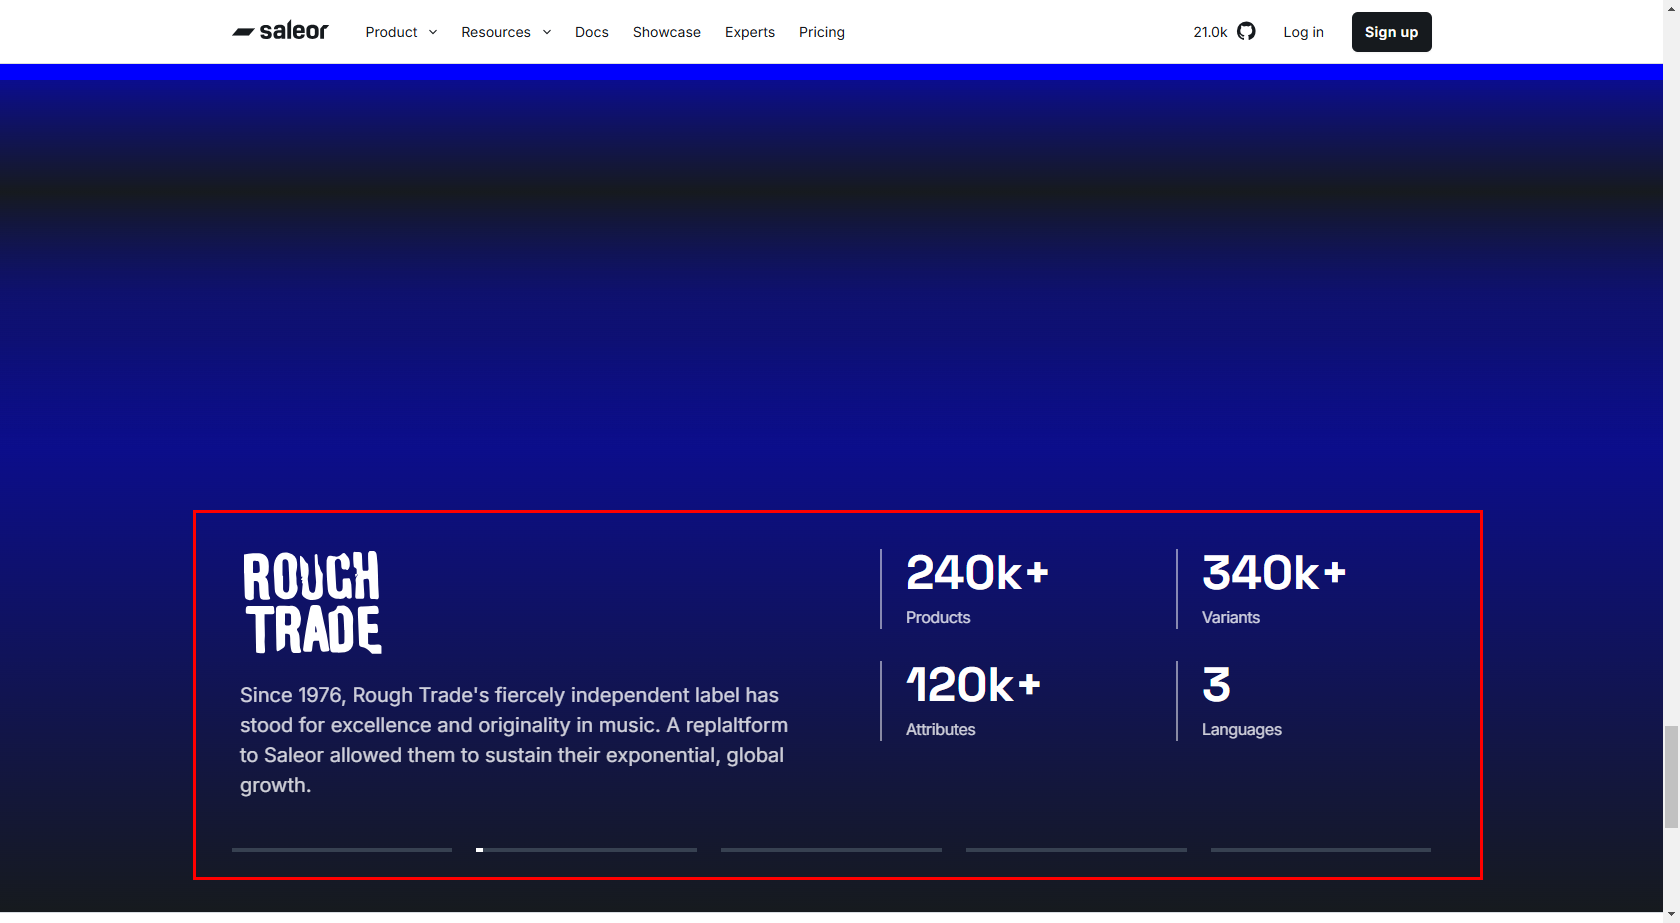 saleor
Product
Resources
Docs
Showcase
Experts
Pricing
21.0k
Log in
Sign up
ROUGH
TRADE
Since 1976, Rough Trade's fiercely independent label has
stood for excellence and originality in music. A replaltform
to Saleor allowed them to sustain their exponential, global
growth.
240k+
Products
340k+
Variants
120k+
Attributes
3
Languages